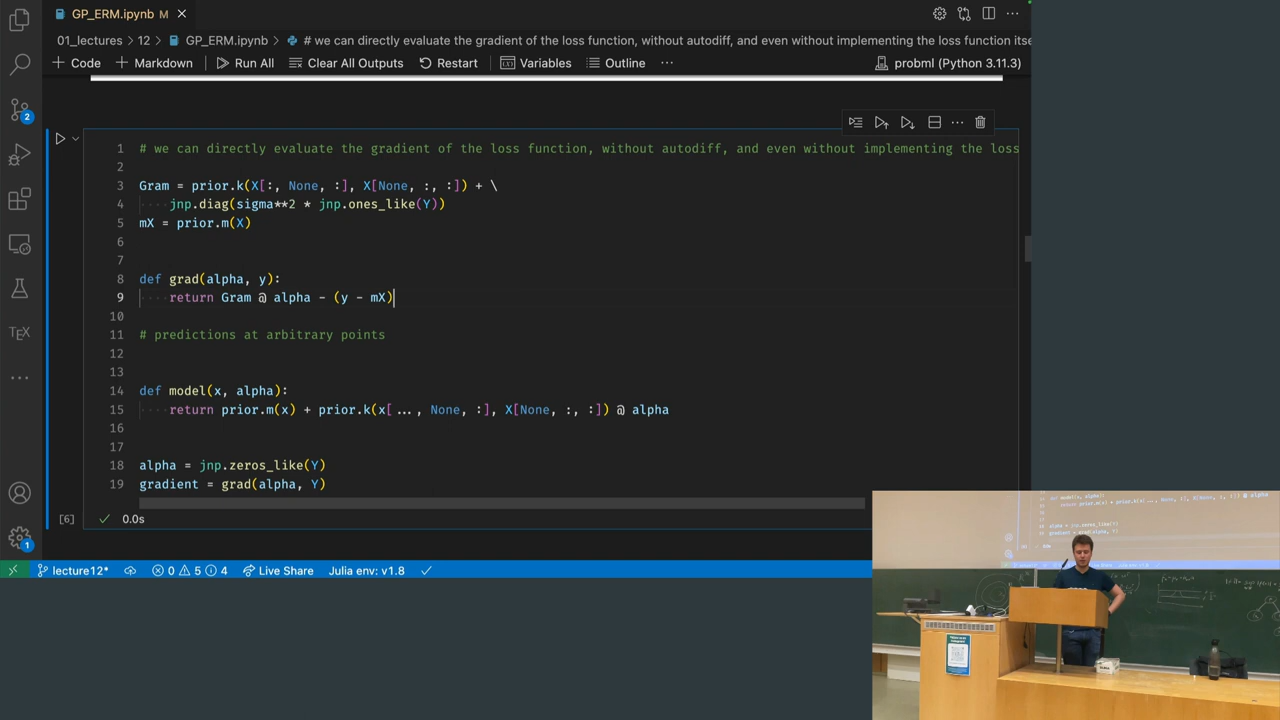 GP_ERM.ipynb
01_lectures > 12 > GP_ERM.ipynb > # we can directly evaluate the gradient of the loss function, without autodiff, and even without implementing the loss function itse
+ Code + Markdown Run All Clear All Outputs Restart Variables Outline ... probml (Python 3.11.3)
2
1 # we can directly evaluate the gradient of the loss function, without autodiff, and even without implementing the loss
2
3 Gram = prior.k(X[:, None, :], X[None, :, :]) + \
4 jnp.diag(sigma**2 * jnp.ones_like(Y))
5 mX = prior.m(X)
6
7
8 def grad(alpha, y):
9 return Gram @ alpha - (y - mX)
10
11 # predictions at arbitrary points
12
13
14 def model(x, alpha):
15 return prior.m(x) + prior.k(x[..., None, :], X[None, :, :]) @ alpha
16
17
18 alpha = jnp.zeros_like(Y)
19 gradient = grad(alpha, Y)
TEX
[6] 0.0s
1
lecture12* 0 5 4 Live Share Julia env: v1.8